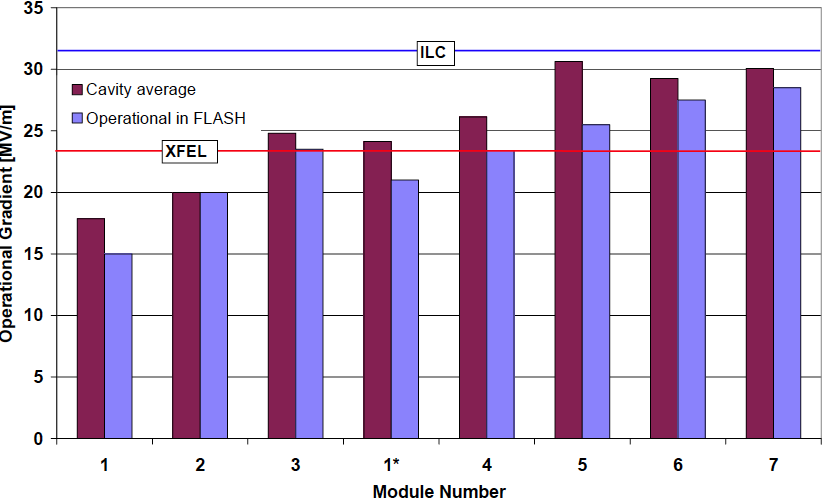 35
30
25
20
15
10
5
0
Operational Gradient [MV/m]
ILC
Cavity average
Operational in FLASH
XFEL
1 2 3 1* 4 5 6 7
Module Number